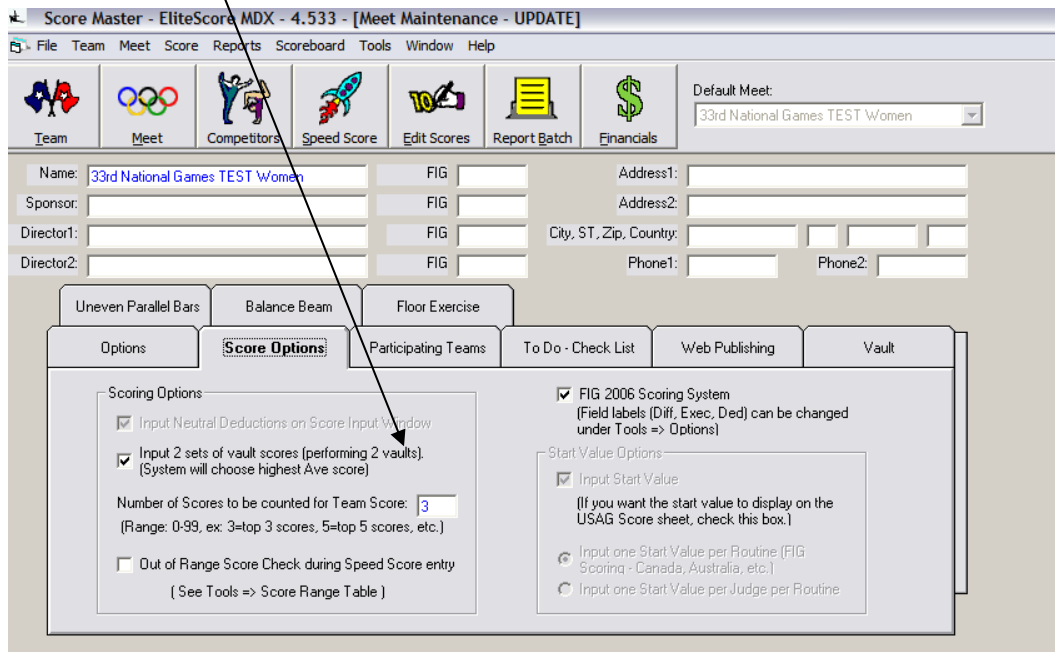 Score Master - EliteScore MDX - 4.533 - [Meet Maintenance - UPDATE]
File Team Meet Score Reports Scoreboard Tools Window Help
Team Meet Competitors Speed Score Edit Scores Report Batch Financials
Default Meet:
33rd National Games TEST Women
Name: 33rd National Games TEST Women FIG Address1:
Sponsor: FIG Address2:
Director1: FIG City, ST, Zip, Country:
Director2: FIG Phone1: Phone2:
Uneven Parallel Bars Balance Beam Floor Exercise
Options Score Options Participating Teams To Do - Check List Web Publishing Vault
Scoring Options
Input Neutral Deductions on Score Input Window
Input 2 sets of vault scores (performing 2 vaults).
(System will choose highest Ave score)
Number of Scores to be counted for Team Score: 3
(Range: 0-99, ex: 3=top 3 scores, 5=top 5 scores, etc.)
Out of Range Score Check during Speed Score entry
( See Tools => Score Range Table )
FIG 2006 Scoring System
(Field labels (Diff, Exec, Ded) can be changed
under Tools => Options)
Start Value Options
Input Start Value
(If you want the start value to display on the
USAG Score sheet, check this box.)
Input one Start Value per Routine (FIG
Scoring - Canada, Australia, etc.)
Input one Start Value per Judge per Routine